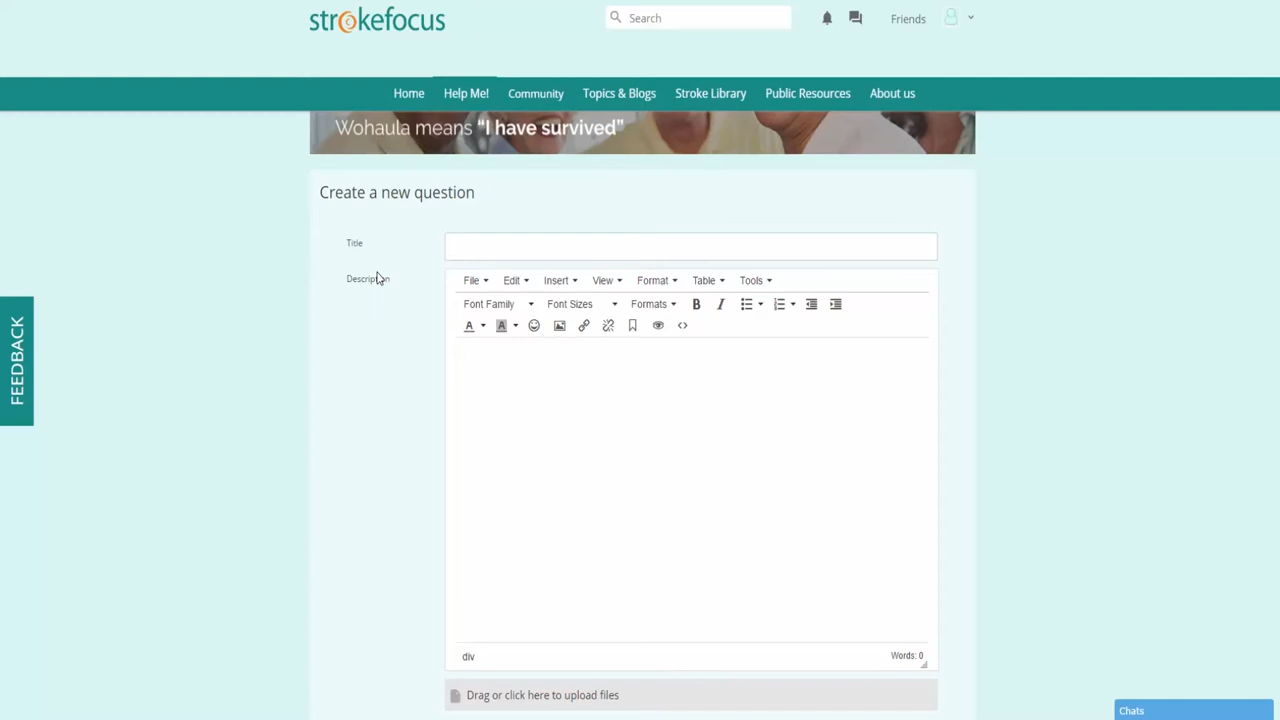 strokefocus
Search
Friends
Home Help Me! Community Topics & Blogs Stroke Library Public Resources About us
Wohaula means “I have survived”
Create a new question
Title
Description
File Edit Insert View Format Table Tools
Font Family Font Sizes Formats B I
A A
div
Words: 0
Drag or click here to upload files
FEEDBACK
Chats